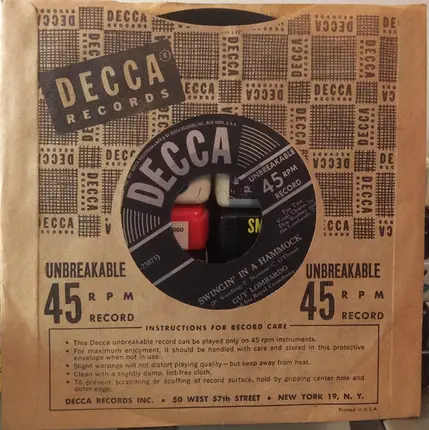 DECCA®
RECORDS
DECCA
UNBREAKABLE
45 RPM
RECORD
SWINGIN' IN A HAMMOCK
GUY LOMBARDO
UNBREAKABLE
45 RPM
RECORD
UNBREAKABLE
45 RPM
RECORD
INSTRUCTIONS FOR RECORD CARE
• This Decca unbreakable record can be played only on 45 rpm instruments.
• For maximum enjoyment, it should be handled with care and stored in this protective
envelope when not in use.
• Slight warpage will not distort playing quality—but keep away from heat.
• Clean with a slightly damp, lint-free cloth.
• To prevent scratching or scuffing of record surface, hold by gripping center hole and
outer edge.
DECCA RECORDS INC. • 50 WEST 57th STREET • NEW YORK 19, N. Y.
Printed in U.S.A.